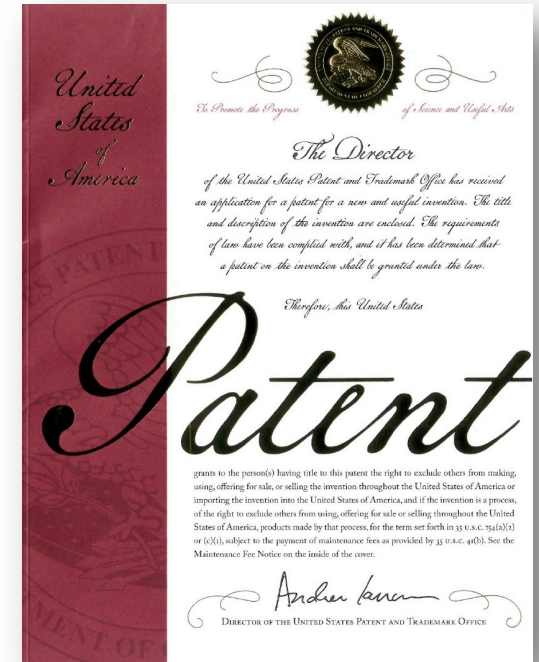 United
States
of
America
To Promote the Progress
of Science and Useful Arts
The Director
of the United States Patent and Trademark Office has received
an application for a patent for a new and useful invention. The title
and description of the invention are enclosed. The requirements
of law have been complied with, and it has been determined that
a patent on the invention shall be granted under the law.
Therefore, this United States
Patent
grants to the person(s) having title to this patent the right to exclude others from making,
using, offering for sale, or selling the invention throughout the United States of America or
importing the invention into the United States of America, and if the invention is a process,
of the right to exclude others from using, offering for sale or selling throughout the United
States of America, products made by that process, for the term set forth in 35 U.S.C. 154(a)(2)
or (c)(1), subject to the payment of maintenance fees as provided by 35 U.S.C. 41(b). See the
Maintenance Fee Notice on the inside of the cover.
Director of the United States Patent and Trademark Office